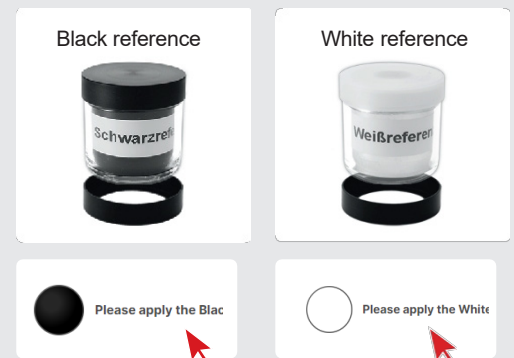 Black reference
White reference
Schwarzrefe
Weißreferen
Please apply the Blac
Please apply the White